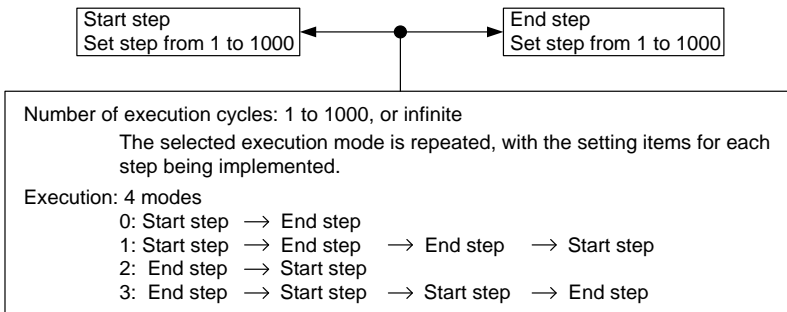 Start step
Set step from 1 to 1000
End step
Set step from 1 to 1000
Number of execution cycles: 1 to 1000, or infinite
The selected execution mode is repeated, with the setting items for each
step being implemented.
Execution: 4 modes
0: Start step → End step
1: Start step → End step → End step → Start step
2: End step → Start step
3: End step → Start step → Start step → End step